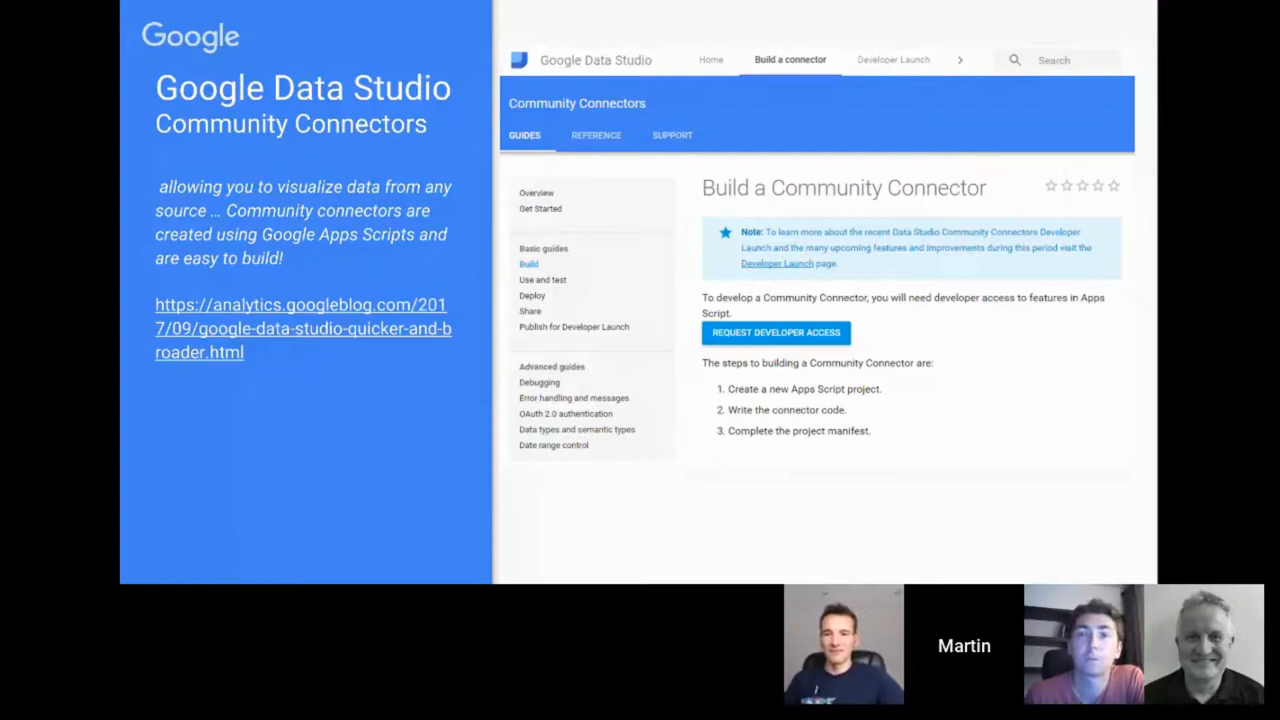 Google
Google Data Studio
Community Connectors
allowing you to visualize data from any
source ... Community connectors are
created using Google Apps Scripts and
are easy to build!
https://analytics.googleblog.com/201
7/09/google-data-studio-quicker-and-b
roader.html
Google Data Studio
Home
Build a connector
Developer Launch
Search
Community Connectors
GUIDES
REFERENCE
SUPPORT
Overview
Get Started
Basic guides
Build
Use and test
Deploy
Share
Publish for Developer Launch
Advanced guides
Debugging
Error handling and messages
OAuth 2.0 authentication
Data types and semantic types
Date range control
Build a Community Connector
Note: To learn more about the recent Data Studio Community Connectors Developer
Launch and the many upcoming features and improvements during this period visit the
Developer Launch page.
To develop a Community Connector, you will need developer access to features in Apps
Script.
REQUEST DEVELOPER ACCESS
The steps to building a Community Connector are:
1. Create a new Apps Script project.
2. Write the connector code.
3. Complete the project manifest.
Martin